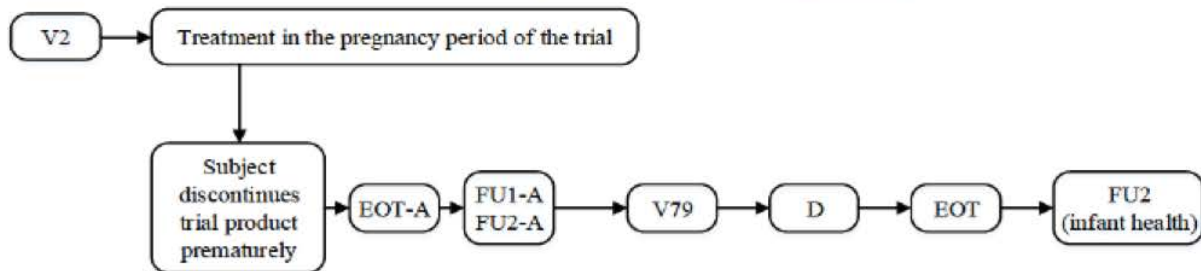 V2
Treatment in the pregnancy period of the trial
Subject
discontinues
trial product
prematurely
EOT-A
FU1-A
FU2-A
V79
D
EOT
FU2
(infant health)